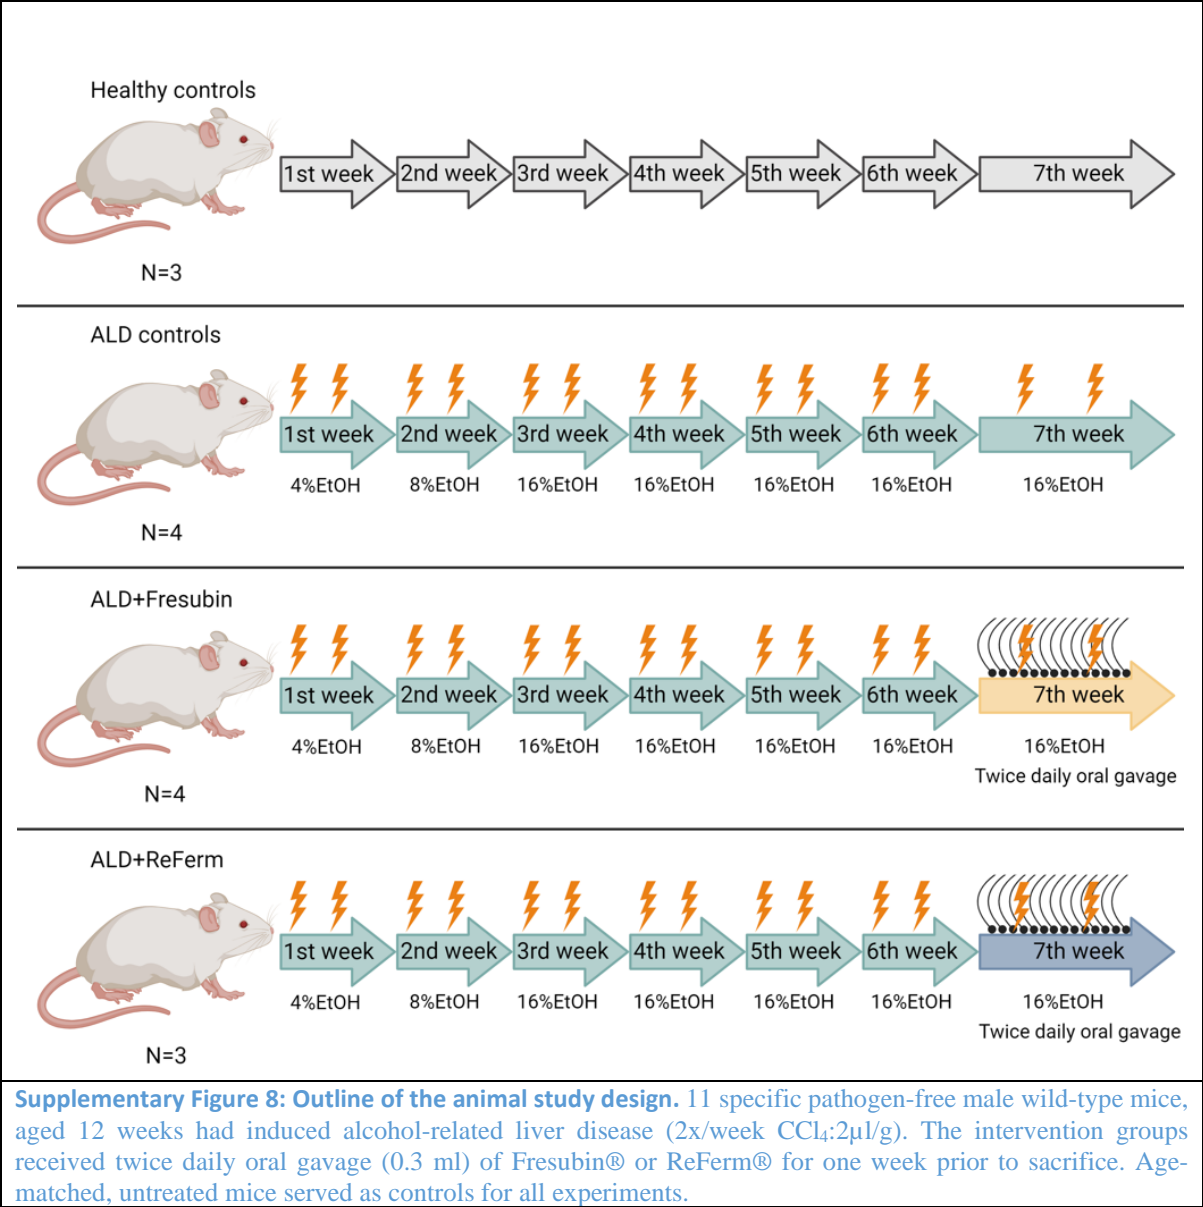 Healthy controls
1st week 2nd week 3rd week 4th week 5th week 6th week 7th week
N=3
ALD controls
1st week 2nd week 3rd week 4th week 5th week 6th week 7th week
4%EtOH 8%EtOH 16%EtOH 16%EtOH 16%EtOH 16%EtOH 16%EtOH
N=4
ALD+Fresubin
1st week 2nd week 3rd week 4th week 5th week 6th week 7th week
4%EtOH 8%EtOH 16%EtOH 16%EtOH 16%EtOH 16%EtOH 16%EtOH
Twice daily oral gavage
N=4
ALD+ReFerm
1st week 2nd week 3rd week 4th week 5th week 6th week 7th week
4%EtOH 8%EtOH 16%EtOH 16%EtOH 16%EtOH 16%EtOH 16%EtOH
Twice daily oral gavage
N=3
Supplementary Figure 8: Outline of the animal study design. 11 specific pathogen-free male wild-type mice,
aged 12 weeks had induced alcohol-related liver disease (2x/week CCl₄:2µl/g). The intervention groups
received twice daily oral gavage (0.3 ml) of Fresubin® or ReFerm® for one week prior to sacrifice. Age-
matched, untreated mice served as controls for all experiments.